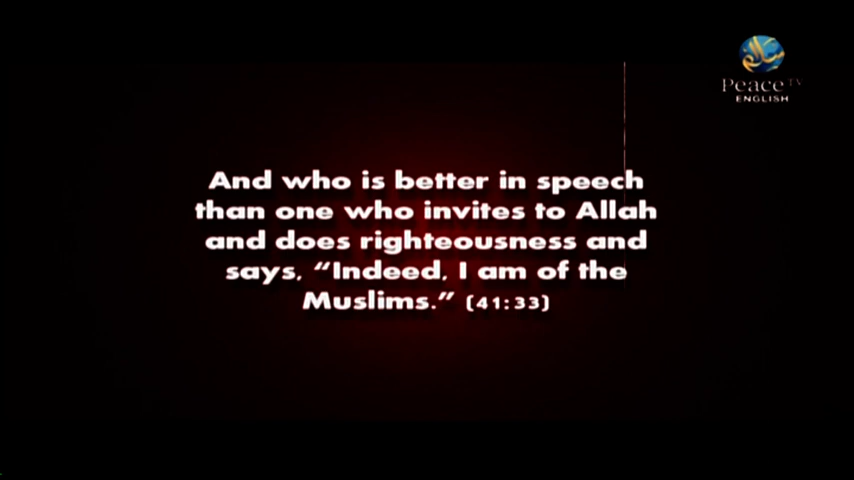 سلام
Peace TV
ENGLISH
And who is better in speech
than one who invites to Allah
and does righteousness and
says, “Indeed, I am of the
Muslims.” (41:33)